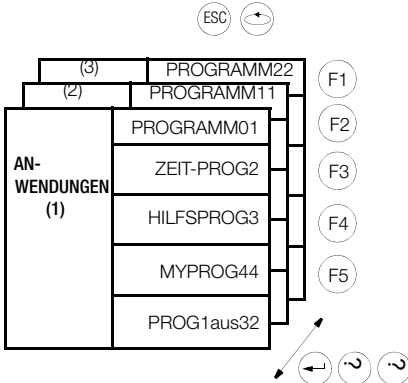 ESC
(3) PROGRAMM22
F1
(2) PROGRAMM11
PROGRAMM01
F2
AN-
WENDUNGEN
(1)
ZEIT-PROG2
F3
HILFSPROG3
F4
MYPROG44
F5
PROG1aus32
? ?